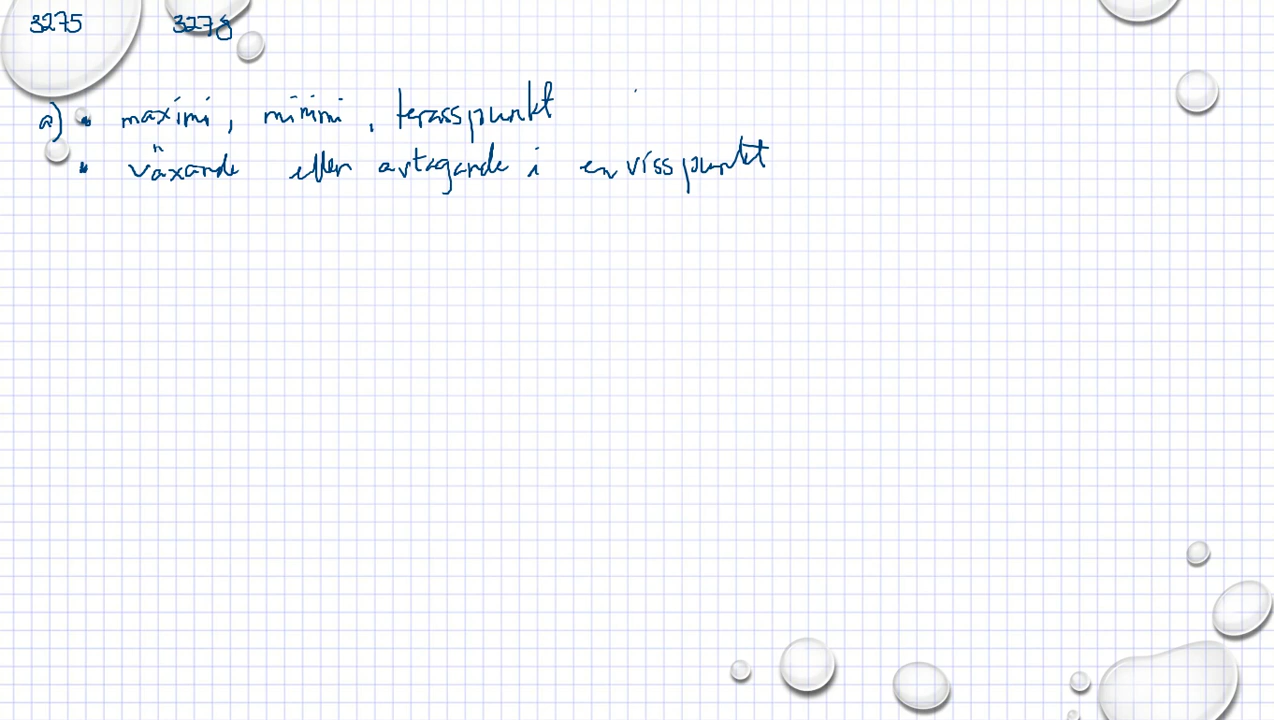 3275 3278
a) • maximi, minimi, terasspunkt
• växande eller avtagande i en viss punkt